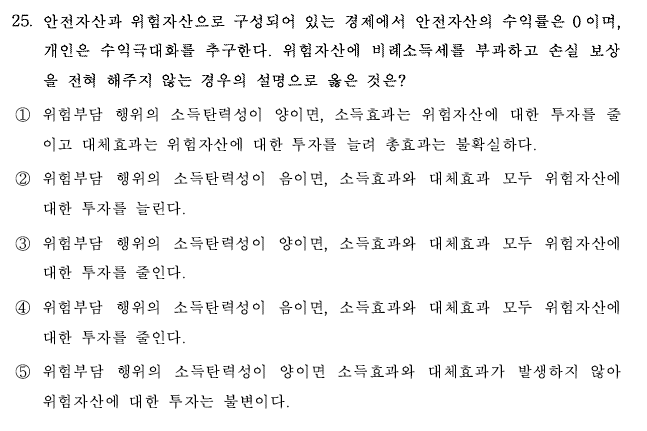 25. 안전자산과 위험자산으로 구성되어 있는 경제에서 안전자산의 수익률은 0이며,
개인은 수익극대화를 추구한다. 위험자산에 비례소득세를 부과하고 손실 보상
을 전혀 해주지 않는 경우의 설명으로 옳은 것은?
① 위험부담 행위의 소득탄력성이 양이면, 소득효과는 위험자산에 대한 투자를 줄
이고 대체효과는 위험자산에 대한 투자를 늘려 총효과는 불확실하다.
② 위험부담 행위의 소득탄력성이 음이면, 소득효과와 대체효과 모두 위험자산에
대한 투자를 늘린다.
③ 위험부담 행위의 소득탄력성이 양이면, 소득효과와 대체효과 모두 위험자산에
대한 투자를 줄인다.
④ 위험부담 행위의 소득탄력성이 음이면, 소득효과와 대체효과 모두 위험자산에
대한 투자를 줄인다.
⑤ 위험부담 행위의 소득탄력성이 양이면 소득효과와 대체효과가 발생하지 않아
위험자산에 대한 투자는 불변이다.